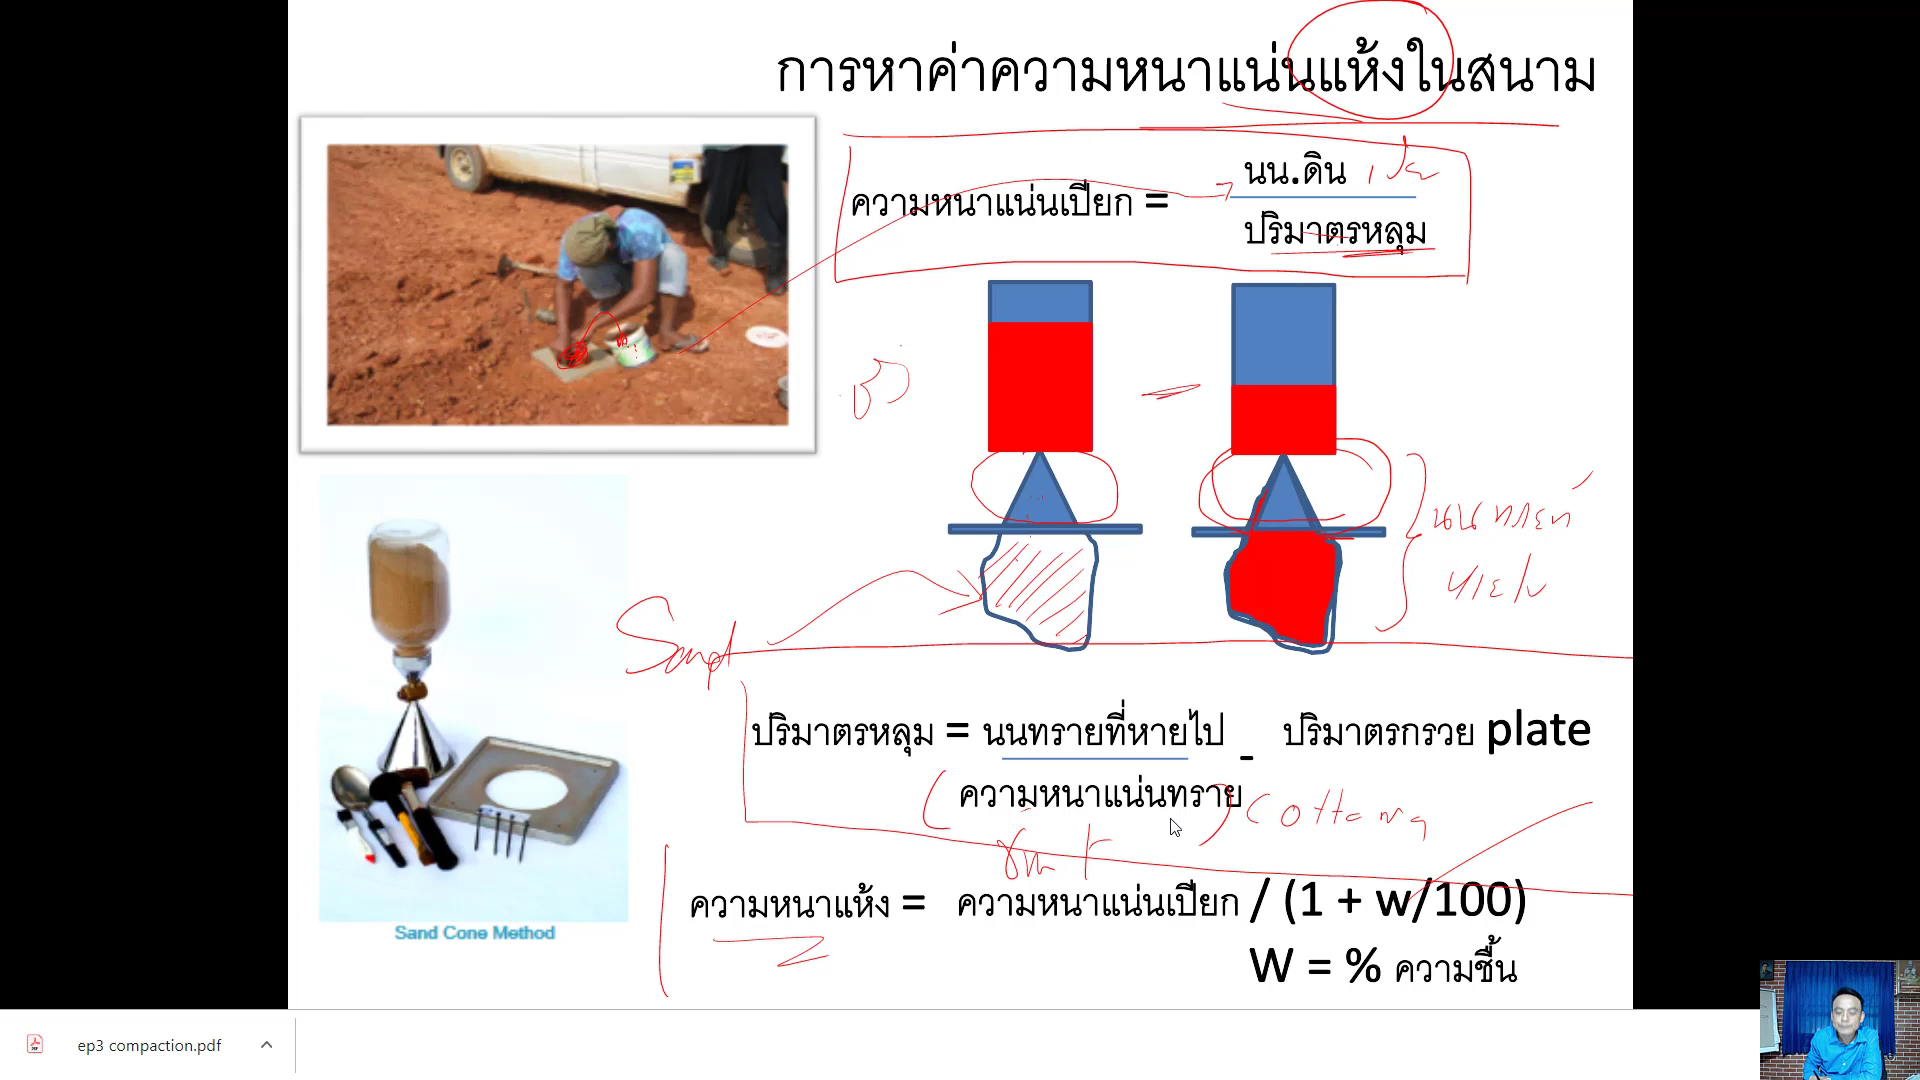 การหาค่าความหนาแน่นแห้งในสนาม
ความหนาแน่นเปียก =
นน.ดิน
ปริมาตรหลุม
Sand
ปริมาตรหลุม = นนทรายที่หายไป - ปริมาตรกรวย plate
ความหนาแน่นทราย
ความหนาแห้ง = ความหนาแน่นเปียก / (1 + w/100)
W = % ความชื้น
Sand Cone Method
ep3 compaction.pdf